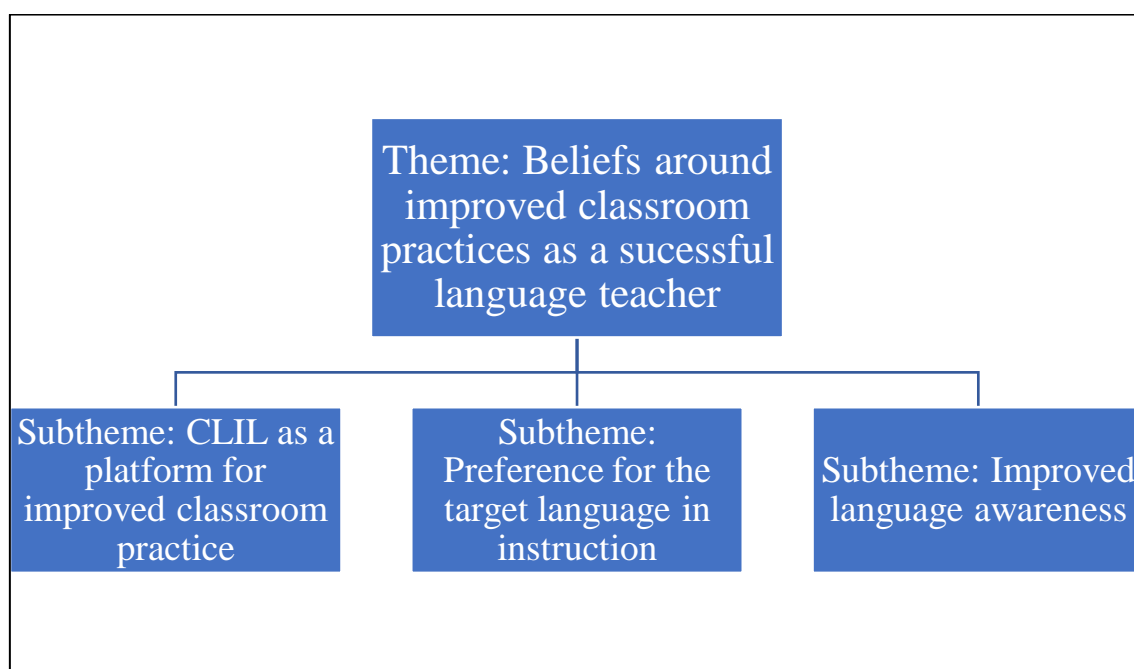 Theme: Beliefs around
improved classroom
practices as a sucessful
language teacher
Subtheme: CLIL as a
platform for
improved classroom
practice
Subtheme:
Preference for the
target language in
instruction
Subtheme: Improved
language awareness